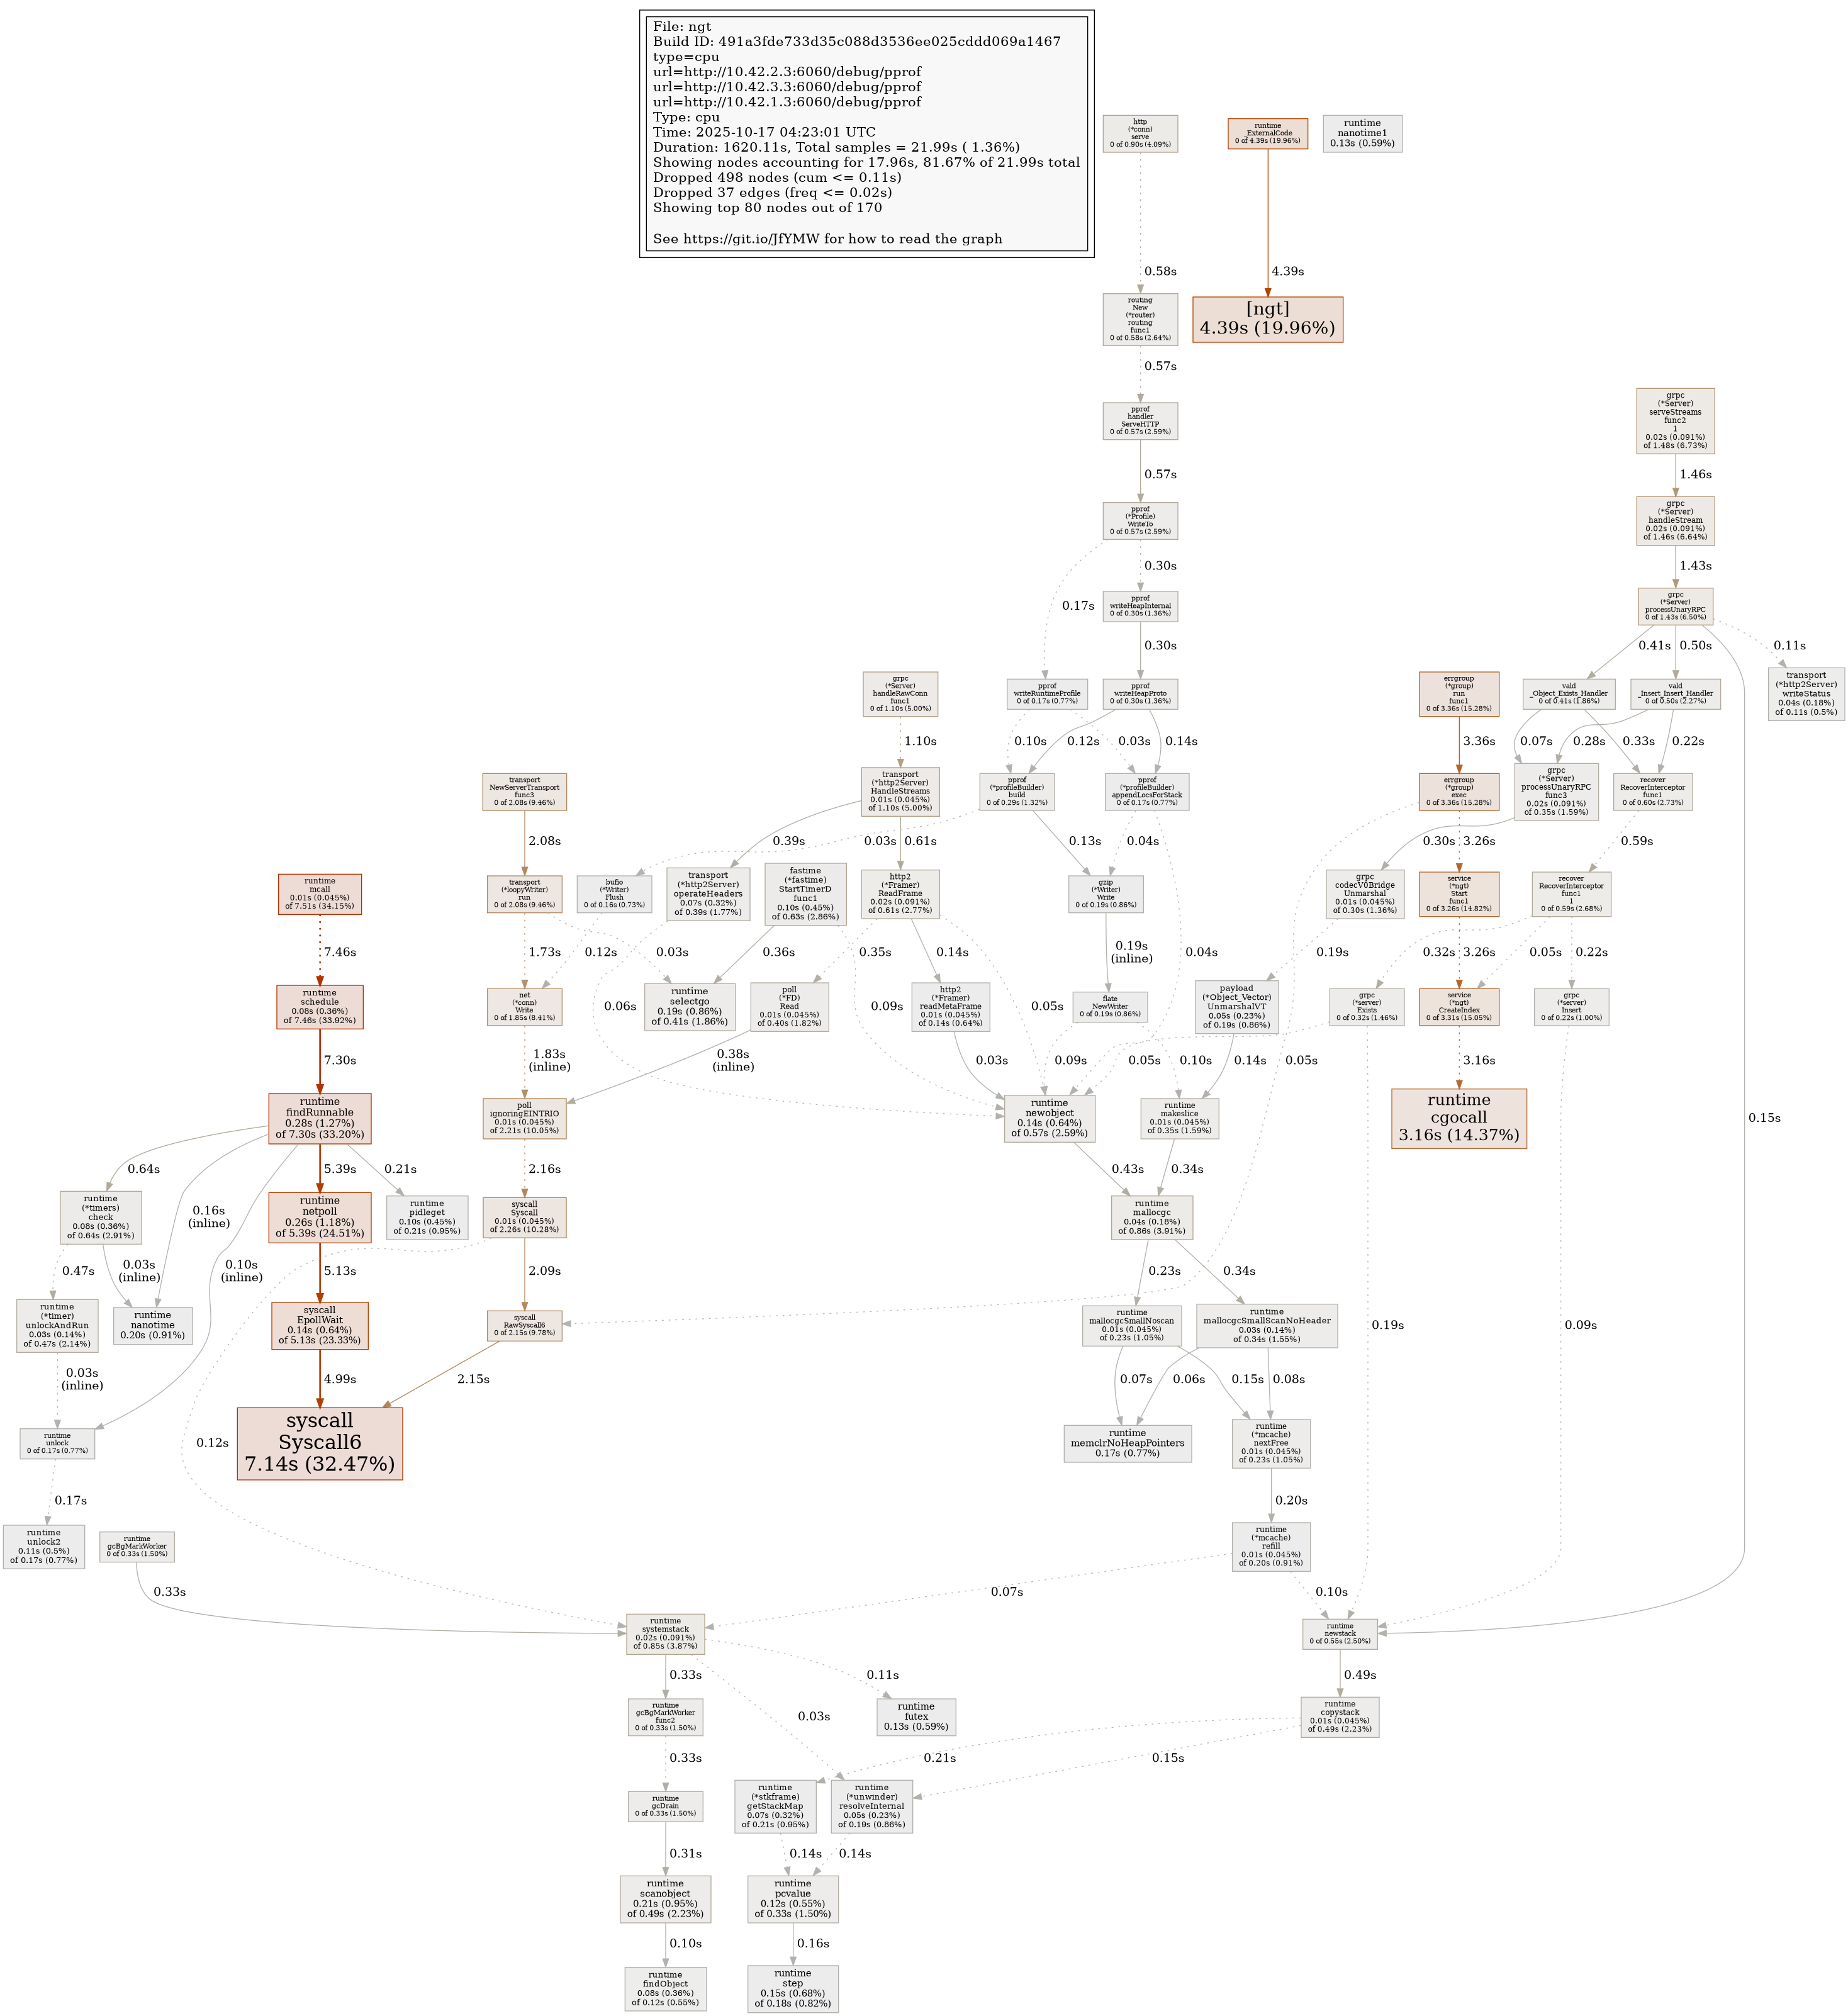 File: ngt
Build ID: 491a3fde733d35c088d3536ee025cddd069a1467
type=cpu
url=http://10.42.2.3:6060/debug/pprof
url=http://10.42.3.3:6060/debug/pprof
url=http://10.42.1.3:6060/debug/pprof
Type: cpu
Time: 2025-10-17 04:23:01 UTC
Duration: 1620.11s, Total samples = 21.99s ( 1.36%)
Showing nodes accounting for 17.96s, 81.67% of 21.99s total
Dropped 498 nodes (cum <= 0.11s)
Dropped 37 edges (freq <= 0.02s)
Showing top 80 nodes out of 170
See https://git.io/JfYMW for how to read the graph
http
(*conn)
serve
0 of 0.90s (4.09%)
runtime
_ExternalCode
0 of 4.39s (19.96%)
runtime
nanotime1
0.13s (0.59%)
0.58s
4.39s
routing
New
(*router)
routing
func1
0 of 0.58s (2.64%)
[ngt]
4.39s (19.96%)
0.57s
pprof
handler
ServeHTTP
0 of 0.57s (2.59%)
grpc
(*Server)
serveStreams
func2
1
0.02s (0.091%)
of 1.48s (6.73%)
0.57s
1.46s
pprof
(*Profile)
WriteTo
0 of 0.57s (2.59%)
grpc
(*Server)
handleStream
0.02s (0.091%)
of 1.46s (6.64%)
0.17s
0.30s
1.43s
pprof
writeHeapInternal
0 of 0.30s (1.36%)
grpc
(*Server)
processUnaryRPC
0 of 1.43s (6.50%)
0.30s
0.41s
0.50s
0.11s
grpc
(*Server)
handleRawConn
func1
0 of 1.10s (5.00%)
pprof
writeRuntimeProfile
0 of 0.17s (0.77%)
pprof
writeHeapProto
0 of 0.30s (1.36%)
errgroup
(*group)
run
func1
0 of 3.36s (15.28%)
vald
_Object_Exists_Handler
0 of 0.41s (1.86%)
vald
_Insert_Insert_Handler
0 of 0.50s (2.27%)
transport
(*http2Server)
writeStatus
0.04s (0.18%)
of 0.11s (0.5%)
1.10s
0.10s
0.12s
0.03s
0.14s
3.36s
0.07s
0.28s
0.33s
0.22s
transport
NewServerTransport
func3
0 of 2.08s (9.46%)
transport
(*http2Server)
HandleStreams
0.01s (0.045%)
of 1.10s (5.00%)
pprof
(*profileBuilder)
build
0 of 0.29s (1.32%)
pprof
(*profileBuilder)
appendLocsForStack
0 of 0.17s (0.77%)
errgroup
(*group)
exec
0 of 3.36s (15.28%)
grpc
(*Server)
processUnaryRPC
func3
0.02s (0.091%)
of 0.35s (1.59%)
recover
RecoverInterceptor
func1
0 of 0.60s (2.73%)
2.08s
0.39s
0.03s
0.61s
0.13s
0.04s
3.26s
0.30s
0.59s
runtime
mcall
0.01s (0.045%)
of 7.51s (34.15%)
transport
(*loopyWriter)
run
0 of 2.08s (9.46%)
bufio
(*Writer)
Flush
0 of 0.16s (0.73%)
transport
(*http2Server)
operateHeaders
0.07s (0.32%)
of 0.39s (1.77%)
fastime
(*fastime)
StartTimerD
func1
0.10s (0.45%)
of 0.63s (2.86%)
http2
(*Framer)
ReadFrame
0.02s (0.091%)
of 0.61s (2.77%)
gzip
(*Writer)
Write
0 of 0.19s (0.86%)
grpc
codecV0Bridge
Unmarshal
0.01s (0.045%)
of 0.30s (1.36%)
service
(*ngt)
Start
func1
0 of 3.26s (14.82%)
recover
RecoverInterceptor
func1
1
0 of 0.59s (2.68%)
7.46s
1.73s
0.12s
0.03s
0.36s
0.35s
0.14s
0.19s
(inline)
0.04s
0.19s
0.32s
3.26s
0.05s
0.22s
runtime
schedule
0.08s (0.36%)
of 7.46s (33.92%)
net
(*conn)
Write
0 of 1.85s (8.41%)
runtime
selectgo
0.19s (0.86%)
of 0.41s (1.86%)
poll
(*FD)
Read
0.01s (0.045%)
of 0.40s (1.82%)
http2
(*Framer)
readMetaFrame
0.01s (0.045%)
of 0.14s (0.64%)
flate
NewWriter
0 of 0.19s (0.86%)
payload
(*Object_Vector)
UnmarshalVT
0.05s (0.23%)
of 0.19s (0.86%)
grpc
(*server)
Exists
0 of 0.32s (1.46%)
service
(*ngt)
CreateIndex
0 of 3.31s (15.05%)
grpc
(*server)
Insert
0 of 0.22s (1.00%)
7.30s
1.83s
(inline)
0.06s
0.38s
(inline)
0.09s
0.03s
0.05s
0.09s
0.05s
0.10s
0.14s
0.05s
3.16s
0.15s
runtime
findRunnable
0.28s (1.27%)
of 7.30s (33.20%)
poll
ignoringEINTRIO
0.01s (0.045%)
of 2.21s (10.05%)
runtime
newobject
0.14s (0.64%)
of 0.57s (2.59%)
runtime
makeslice
0.01s (0.045%)
of 0.35s (1.59%)
runtime
cgocall
3.16s (14.37%)
0.64s
0.16s
(inline)
5.39s
0.21s
2.16s
0.43s
0.34s
runtime
(*timers)
check
0.08s (0.36%)
of 0.64s (2.91%)
runtime
netpoll
0.26s (1.18%)
of 5.39s (24.51%)
runtime
pidleget
0.10s (0.45%)
of 0.21s (0.95%)
syscall
Syscall
0.01s (0.045%)
of 2.26s (10.28%)
runtime
mallocgc
0.04s (0.18%)
of 0.86s (3.91%)
0.47s
0.03s
(inline)
0.10s
(inline)
5.13s
2.09s
0.23s
0.34s
runtime
(*timer)
unlockAndRun
0.03s (0.14%)
of 0.47s (2.14%)
runtime
nanotime
0.20s (0.91%)
syscall
EpollWait
0.14s (0.64%)
of 5.13s (23.33%)
syscall
RawSyscall6
0 of 2.15s (9.78%)
runtime
mallocgcSmallNoscan
0.01s (0.045%)
of 0.23s (1.05%)
runtime
mallocgcSmallScanNoHeader
0.03s (0.14%)
of 0.34s (1.55%)
0.19s
0.09s
0.03s
(inline)
4.99s
2.15s
0.07s
0.06s
0.15s
0.08s
runtime
unlock
0 of 0.17s (0.77%)
0.12s
syscall
Syscall6
7.14s (32.47%)
runtime
memclrNoHeapPointers
0.17s (0.77%)
runtime
(*mcache)
nextFree
0.01s (0.045%)
of 0.23s (1.05%)
0.17s
0.20s
runtime
unlock2
0.11s (0.5%)
of 0.17s (0.77%)
runtime
gcBgMarkWorker
0 of 0.33s (1.50%)
runtime
(*mcache)
refill
0.01s (0.045%)
of 0.20s (0.91%)
0.33s
0.07s
0.10s
runtime
systemstack
0.02s (0.091%)
of 0.85s (3.87%)
runtime
newstack
0 of 0.55s (2.50%)
0.33s
0.11s
0.49s
runtime
gcBgMarkWorker
func2
0 of 0.33s (1.50%)
0.03s
runtime
futex
0.13s (0.59%)
runtime
copystack
0.01s (0.045%)
of 0.49s (2.23%)
0.33s
0.21s
0.15s
runtime
gcDrain
0 of 0.33s (1.50%)
runtime
(*stkframe)
getStackMap
0.07s (0.32%)
of 0.21s (0.95%)
runtime
(*unwinder)
resolveInternal
0.05s (0.23%)
of 0.19s (0.86%)
0.31s
0.14s
0.14s
runtime
scanobject
0.21s (0.95%)
of 0.49s (2.23%)
runtime
pcvalue
0.12s (0.55%)
of 0.33s (1.50%)
0.10s
0.16s
runtime
findObject
0.08s (0.36%)
of 0.12s (0.55%)
runtime
step
0.15s (0.68%)
of 0.18s (0.82%)